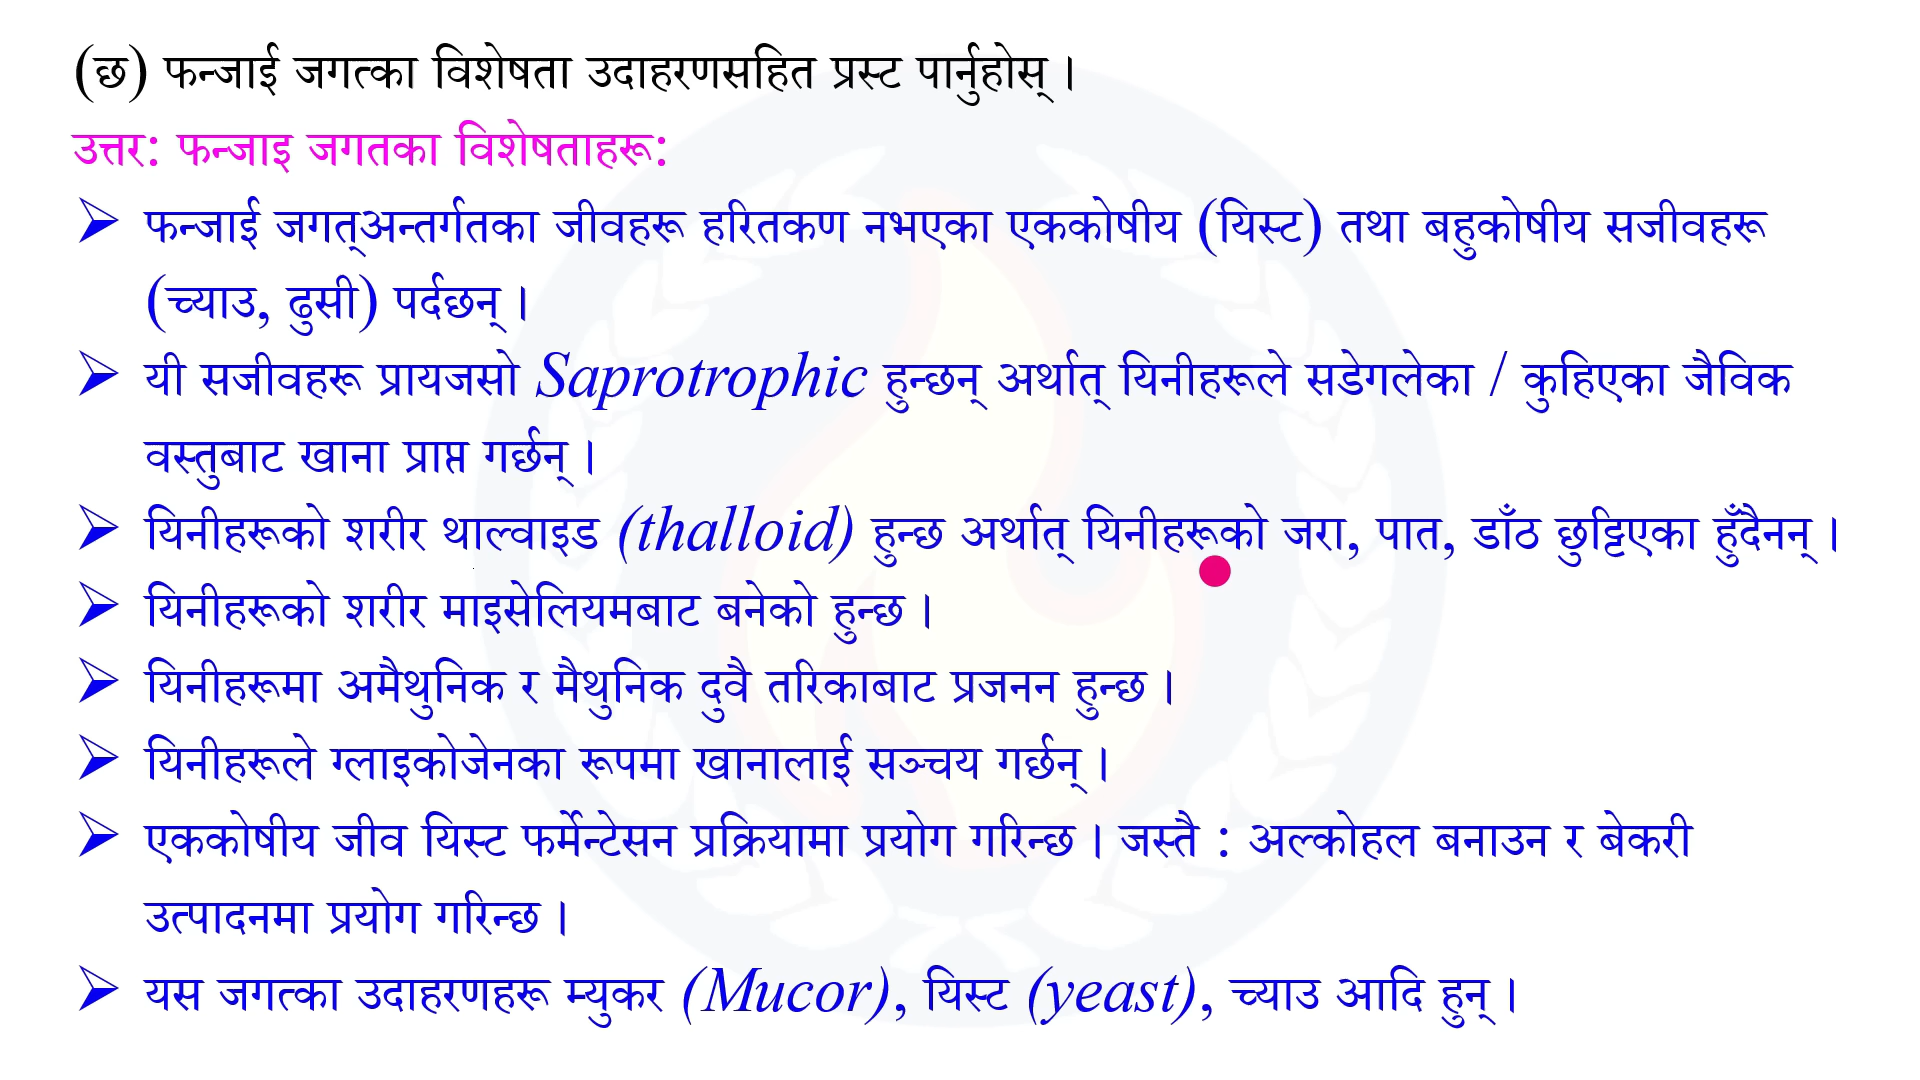 (छ) फन्जाई जगत्का विशेषता उदाहरणसहित प्रस्ट पार्नुहोस् ।
उत्तर: फन्जाइ जगतका विशेषताहरू:
➢ फन्जाई जगत्अन्तर्गतका जीवहरू हरितकण नभएका एककोषीय (यिस्ट) तथा बहुकोषीय सजीवहरू
(च्याउ, ढुसी) पर्दछन् ।
➢ यी सजीवहरू प्रायजसो Saprotrophic हुन्छन् अर्थात् यिनीहरूले सडेगलेका / कुहिएका जैविक
वस्तुबाट खाना प्राप्त गर्छन् ।
➢ यिनीहरूको शरीर थाल्वाइड (thalloid) हुन्छ अर्थात् यिनीहरूको जरा, पात, डाँठ छुट्टिएका हुँदैनन् ।
➢ यिनीहरूको शरीर माइसेलियमबाट बनेको हुन्छ ।
➢ यिनीहरूमा अमैथुनिक र मैथुनिक दुवै तरिकाबाट प्रजनन हुन्छ ।
➢ यिनीहरूले ग्लाइकोजेनका रूपमा खानालाई सञ्चय गर्छन् ।
➢ एककोषीय जीव यिस्ट फर्मेन्टेसन प्रक्रियामा प्रयोग गरिन्छ । जस्तै : अल्कोहल बनाउन र बेकरी
उत्पादनमा प्रयोग गरिन्छ ।
➢ यस जगत्का उदाहरणहरू म्युकर (Mucor), यिस्ट (yeast), च्याउ आदि हुन् ।